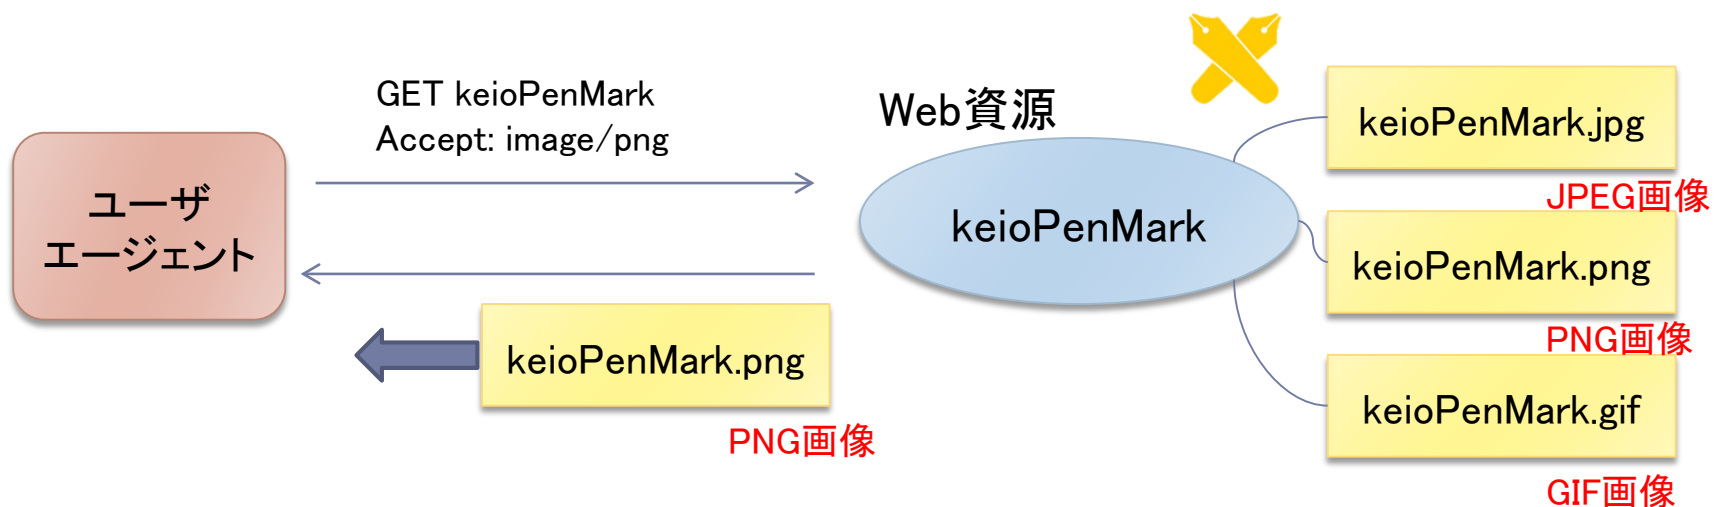 GET keioPenMark
Accept: image/png
Web資源
ユーザ
エージェント
keioPenMark
keioPenMark.jpg
JPEG画像
keioPenMark.png
PNG画像
keioPenMark.gif
GIF画像
keioPenMark.png
PNG画像